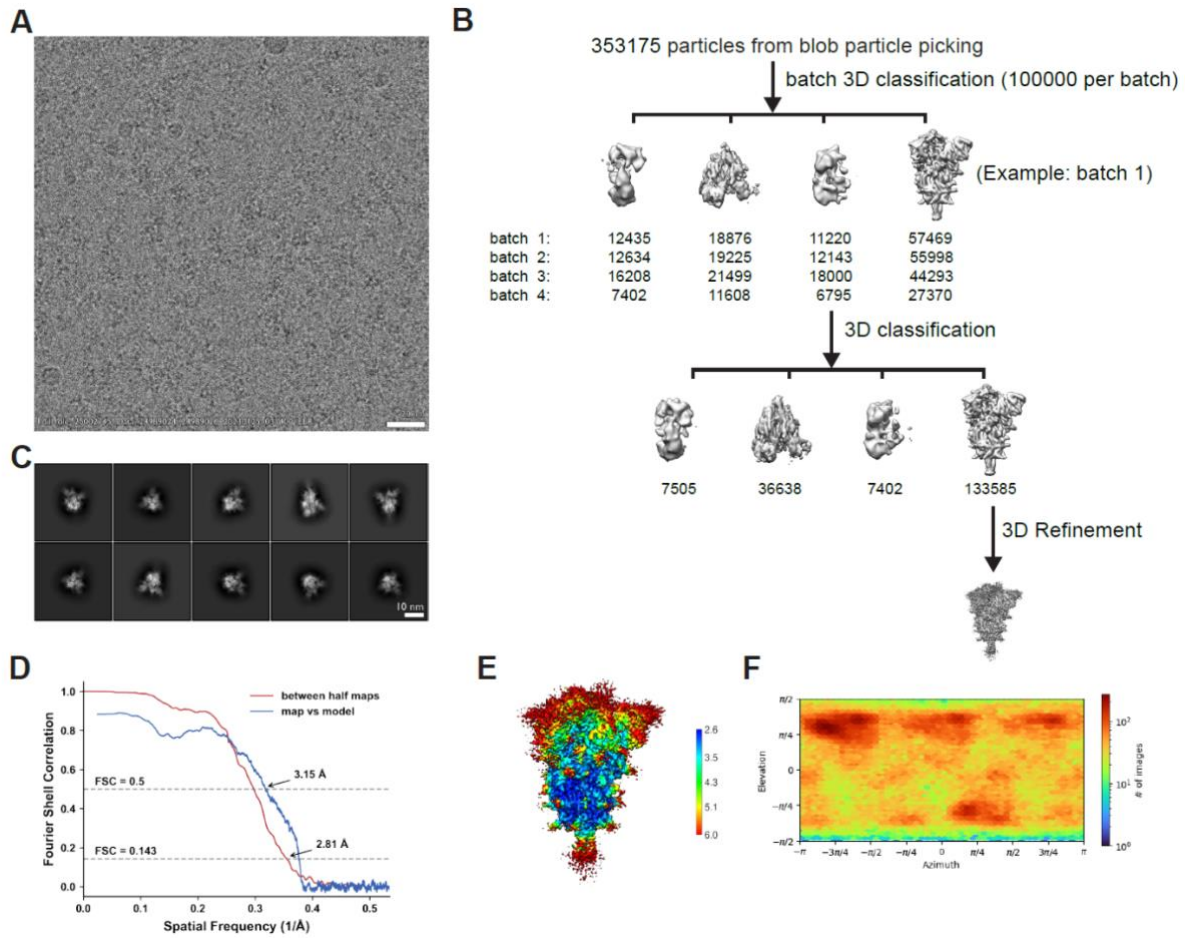 A
B
353175 particles from blob particle picking
batch 3D classification (100000 per batch)
(Example: batch 1)
batch 1: 12435 18876 11220 57469
batch 2: 12634 19225 12143 55998
batch 3: 16208 21499 18000 44293
batch 4: 7402 11608 6795 27370
3D classification
7505 36638 7402 133585
3D Refinement
C
10 nm
D
Fourier Shell Correlation
1.0
0.8
0.6
0.4
0.2
0.0
between half maps
map vs model
FSC = 0.5
3.15 Å
FSC = 0.143
2.81 Å
0.0 0.1 0.2 0.3 0.4 0.5
Spatial Frequency (1/Å)
E
2.6
3.5
4.3
5.1
6.0
F
Elevation
π/2
π/4
0
−π/4
−π/2
−π −3π/4 −π/2 −π/4 0 π/4 π/2 3π/4 π
Azimuth
10²
10¹
10⁰
# of images